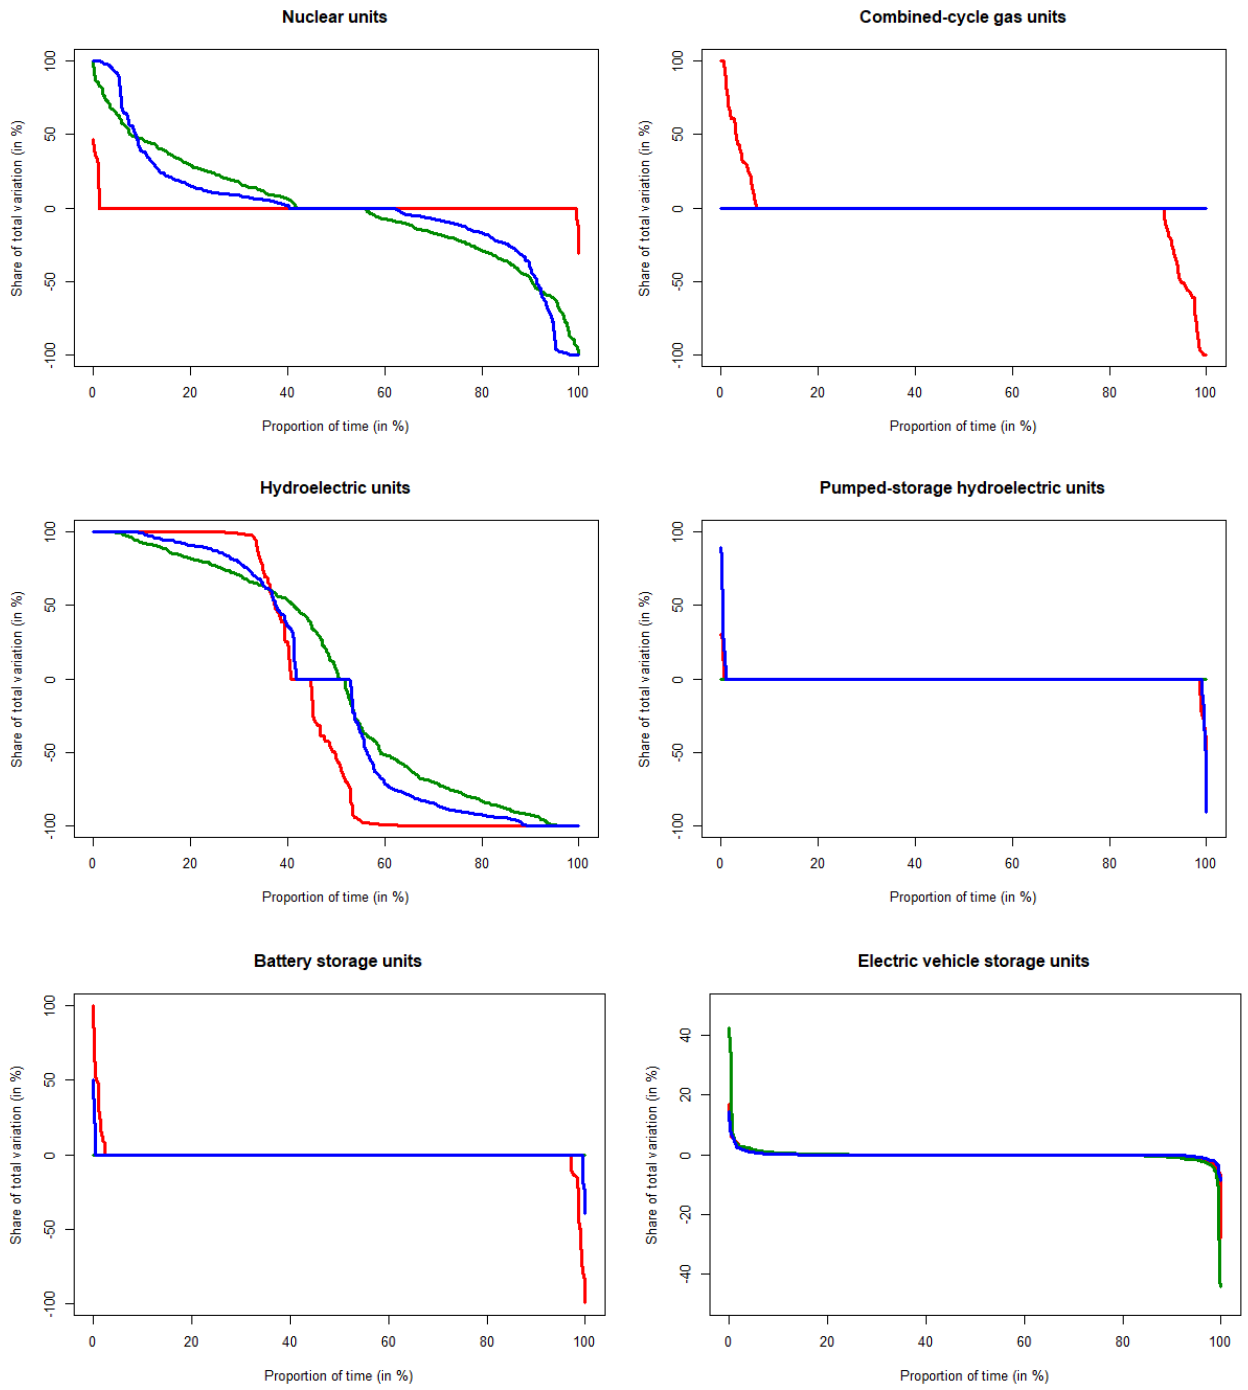 Nuclear units
Share of total variation (in %)
100
50
0
-50
-100
0 20 40 60 80 100
Proportion of time (in %)
Combined-cycle gas units
Share of total variation (in %)
100
50
0
-50
-100
0 20 40 60 80 100
Proportion of time (in %)
Hydroelectric units
Share of total variation (in %)
100
50
0
-50
-100
0 20 40 60 80 100
Proportion of time (in %)
Pumped-storage hydroelectric units
Share of total variation (in %)
100
50
0
-50
-100
0 20 40 60 80 100
Proportion of time (in %)
Battery storage units
Share of total variation (in %)
100
50
0
-50
-100
0 20 40 60 80 100
Proportion of time (in %)
Electric vehicle storage units
Share of total variation (in %)
40
20
0
-20
-40
0 20 40 60 80 100
Proportion of time (in %)